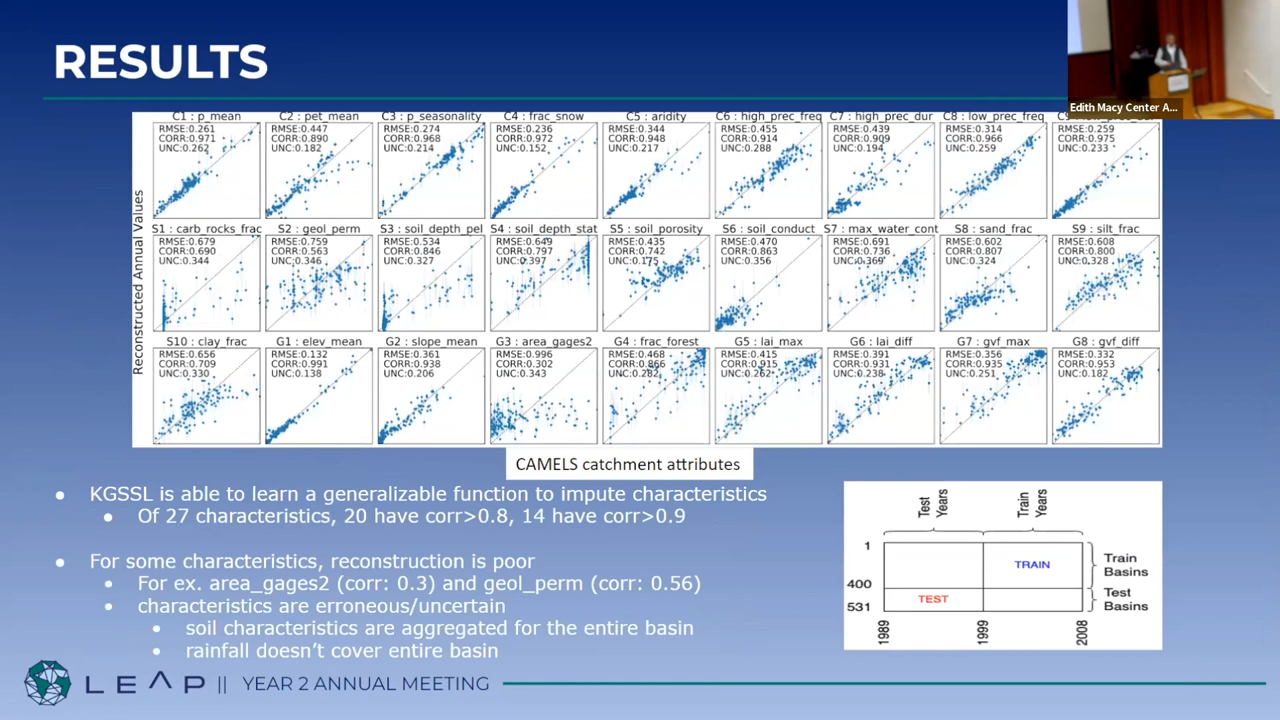 RESULTS
Edith Macy Center A...
C1 : p_mean
RMSE:0.261
CORR:0.971
UNC:0.262
C2 : pet_mean
RMSE:0.447
CORR:0.890
UNC:0.182
C3 : p_seasonality
RMSE:0.274
CORR:0.968
UNC:0.214
C4 : frac_snow
RMSE:0.236
CORR:0.972
UNC:0.152
C5 : aridity
RMSE:0.344
CORR:0.948
UNC:0.217
C6 : high_prec_freq
RMSE:0.455
CORR:0.914
UNC:0.288
C7 : high_prec_dur
RMSE:0.439
CORR:0.909
UNC:0.194
C8 : low_prec_freq
RMSE:0.314
CORR:0.966
UNC:0.259
RMSE:0.259
CORR:0.975
UNC:0.233
Reconstructed Annual Values
S1 : carb_rocks_frac
RMSE:0.679
CORR:0.690
UNC:0.344
S2 : geol_perm
RMSE:0.759
CORR:0.563
UNC:0.346
S3 : soil_depth_pel
RMSE:0.534
CORR:0.846
UNC:0.327
S4 : soil_depth_stat
RMSE:0.649
CORR:0.797
UNC:0.397
S5 : soil_porosity
RMSE:0.435
CORR:0.742
UNC:0.175
S6 : soil_conduct
RMSE:0.470
CORR:0.863
UNC:0.356
S7 : max_water_cont
RMSE:0.691
CORR:0.736
UNC:0.369
S8 : sand_frac
RMSE:0.602
CORR:0.807
UNC:0.324
S9 : silt_frac
RMSE:0.608
CORR:0.800
UNC:0.328
S10 : clay_frac
RMSE:0.656
CORR:0.709
UNC:0.330
G1 : elev_mean
RMSE:0.132
CORR:0.991
UNC:0.138
G2 : slope_mean
RMSE:0.361
CORR:0.938
UNC:0.206
G3 : area_gages2
RMSE:0.996
CORR:0.302
UNC:0.343
G4 : frac_forest
RMSE:0.468
CORR:0.866
UNC:0.282
G5 : lai_max
RMSE:0.415
CORR:0.915
UNC:0.262
G6 : lai_diff
RMSE:0.391
CORR:0.931
UNC:0.238
G7 : gvf_max
RMSE:0.356
CORR:0.935
UNC:0.251
G8 : gvf_diff
RMSE:0.332
CORR:0.953
UNC:0.182
CAMELS catchment attributes
• KGSSL is able to learn a generalizable function to impute characteristics
• Of 27 characteristics, 20 have corr>0.8, 14 have corr>0.9
• For some characteristics, reconstruction is poor
• For ex. area_gages2 (corr: 0.3) and geol_perm (corr: 0.56)
• characteristics are erroneous/uncertain
• soil characteristics are aggregated for the entire basin
• rainfall doesn't cover entire basin
Test
Years
Train
Years
1
TRAIN
Train
Basins
400
TEST
Test
Basins
531
1989
1999
2008
LEAP || YEAR 2 ANNUAL MEETING